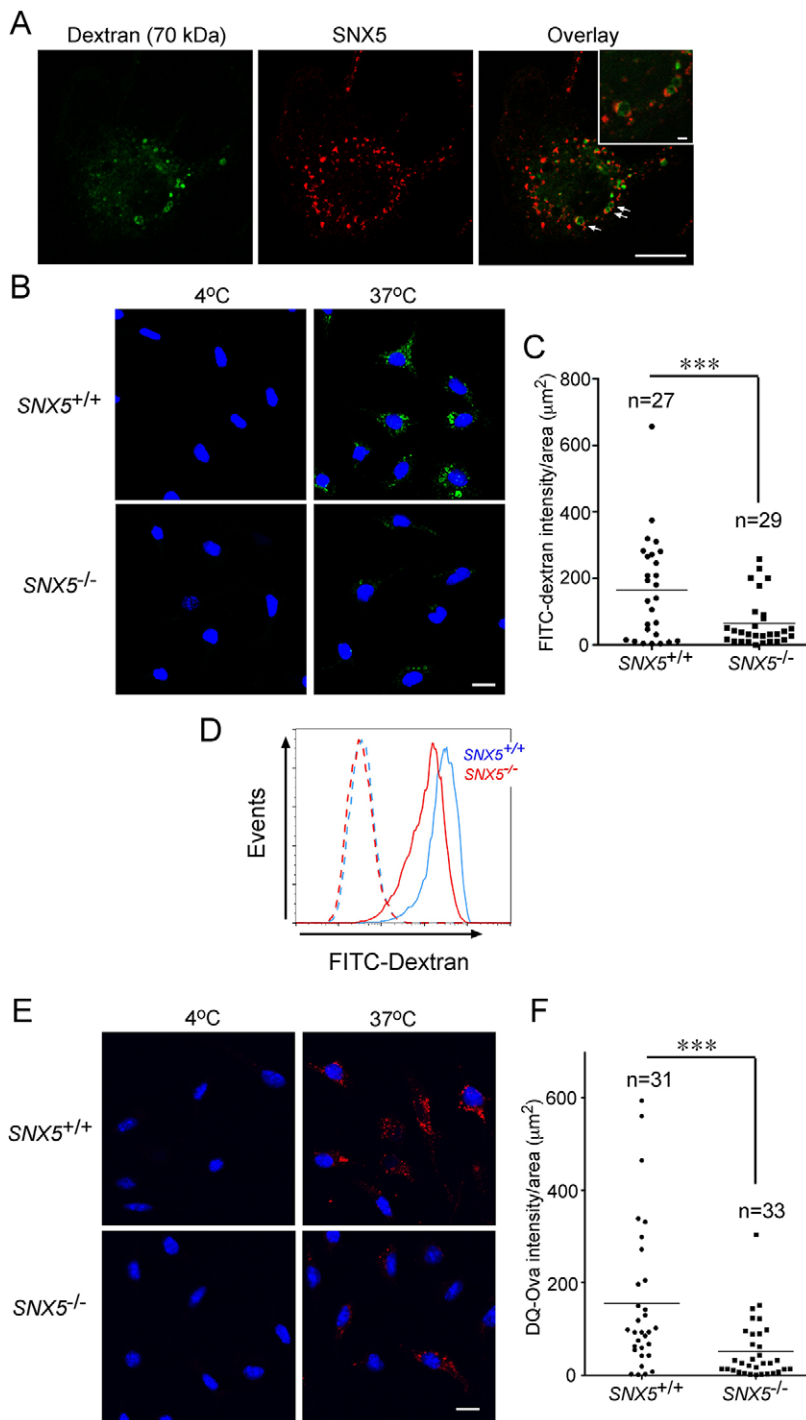 A
Dextran (70 kDa) SNX5 Overlay
B
4°C 37°C
SNX5+/+
SNX5-/-
C
***
n=27
n=29
FITC-dextran intensity/area (µm2)
800
600
400
200
0
SNX5+/+ SNX5-/-
D
SNX5+/+
SNX5-/-
Events
FITC-Dextran
E
4°C 37°C
SNX5+/+
SNX5-/-
F
***
n=31
n=33
DQ-Ova intensity/area (µm2)
600
400
200
0
SNX5+/+ SNX5-/-